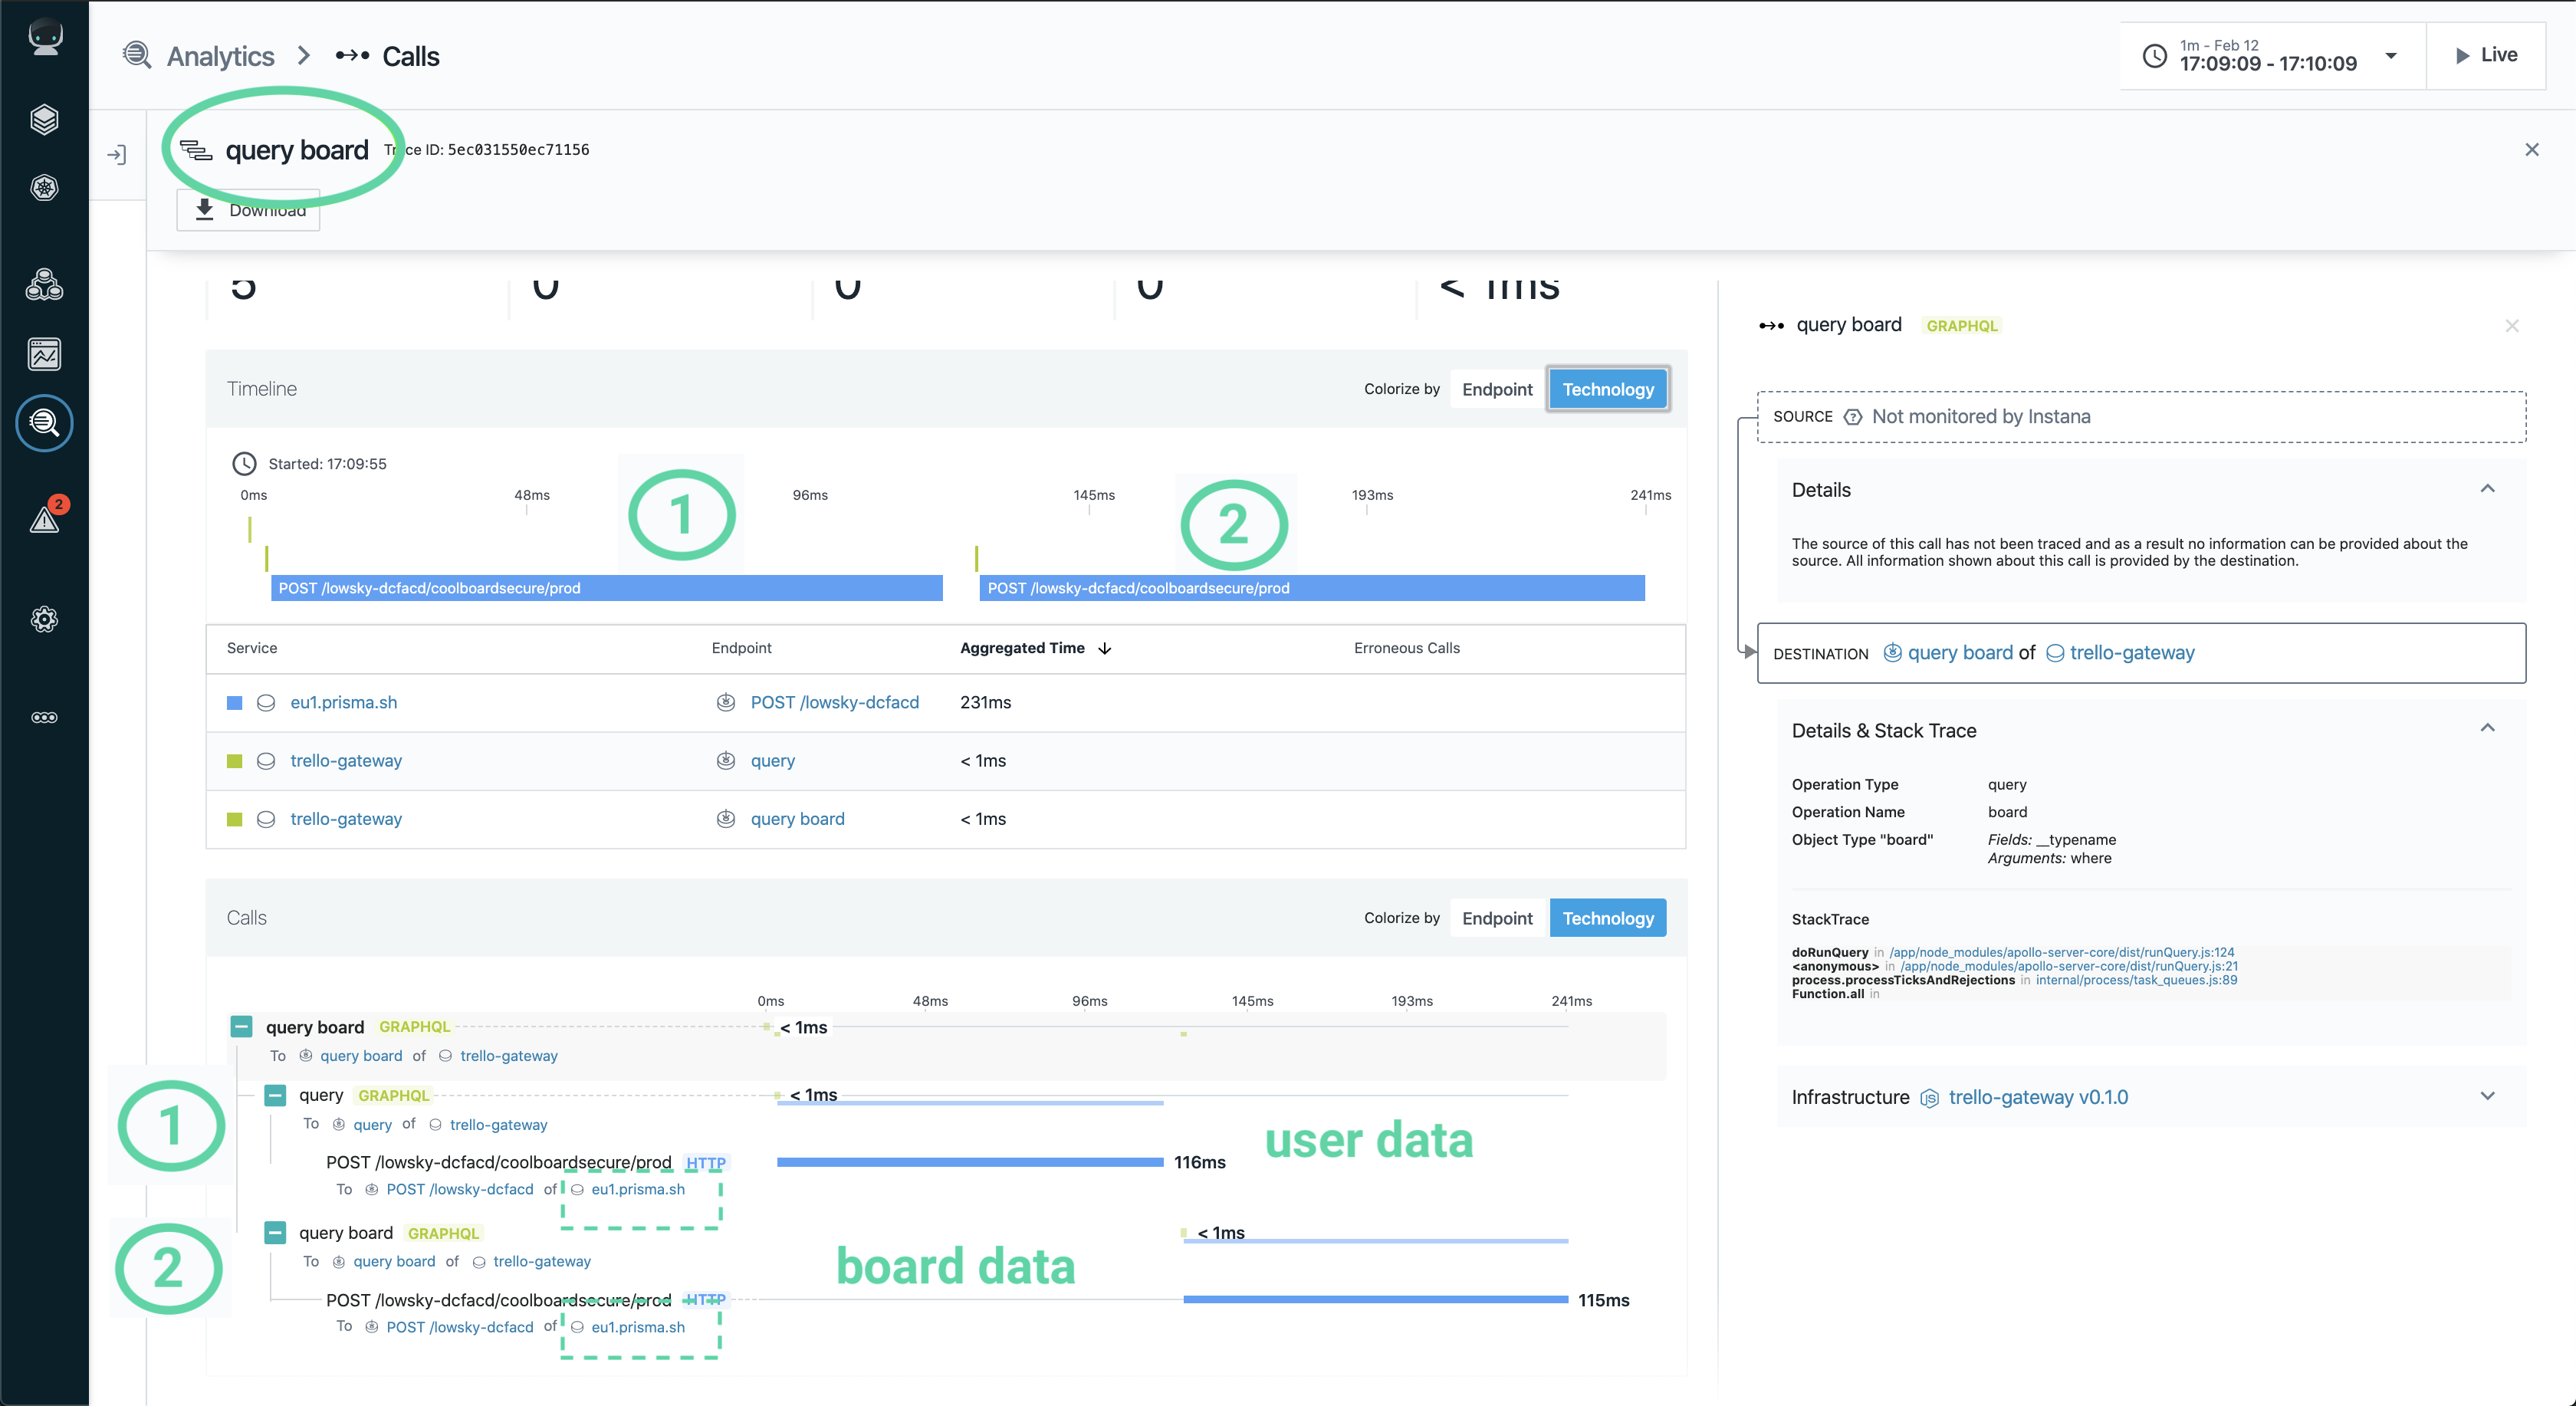 Analytics > Calls
1m - Feb 12
17:09:09 - 17:10:09
Live
query board Trace ID: 5ec031550ec71156
Download
5 0 0 0 < 1ms
Timeline
Colorize by Endpoint Technology
Started: 17:09:55
0ms 48ms 96ms 145ms 193ms 241ms
1 2
POST /lowsky-dcfacd/coolboardsecure/prod POST /lowsky-dcfacd/coolboardsecure/prod
Service Endpoint Aggregated Time Erroneous Calls
eu1.prisma.sh POST /lowsky-dcfacd 231ms
trello-gateway query < 1ms
trello-gateway query board < 1ms
Calls
Colorize by Endpoint Technology
0ms 48ms 96ms 145ms 193ms 241ms
query board GRAPHQL < 1ms
To query board of trello-gateway
1
query GRAPHQL < 1ms
To query of trello-gateway
user data
POST /lowsky-dcfacd/coolboardsecure/prod HTTP 116ms
To POST /lowsky-dcfacd of eu1.prisma.sh
2
query board GRAPHQL < 1ms
To query board of trello-gateway
board data
POST /lowsky-dcfacd/coolboardsecure/prod HTTP 115ms
To POST /lowsky-dcfacd of eu1.prisma.sh
2
query board GRAPHQL
SOURCE Not monitored by Instana
Details
The source of this call has not been traced and as a result no information can be provided about the
source. All information shown about this call is provided by the destination.
DESTINATION query board of trello-gateway
Details & Stack Trace
Operation Type query
Operation Name board
Object Type "board" Fields: __typename
Arguments: where
StackTrace
doRunQuery in /app/node_modules/apollo-server-core/dist/runQuery.js:124
<anonymous> in /app/node_modules/apollo-server-core/dist/runQuery.js:21
process.processTicksAndRejections in internal/process/task_queues.js:89
Function.all in
Infrastructure trello-gateway v0.1.0